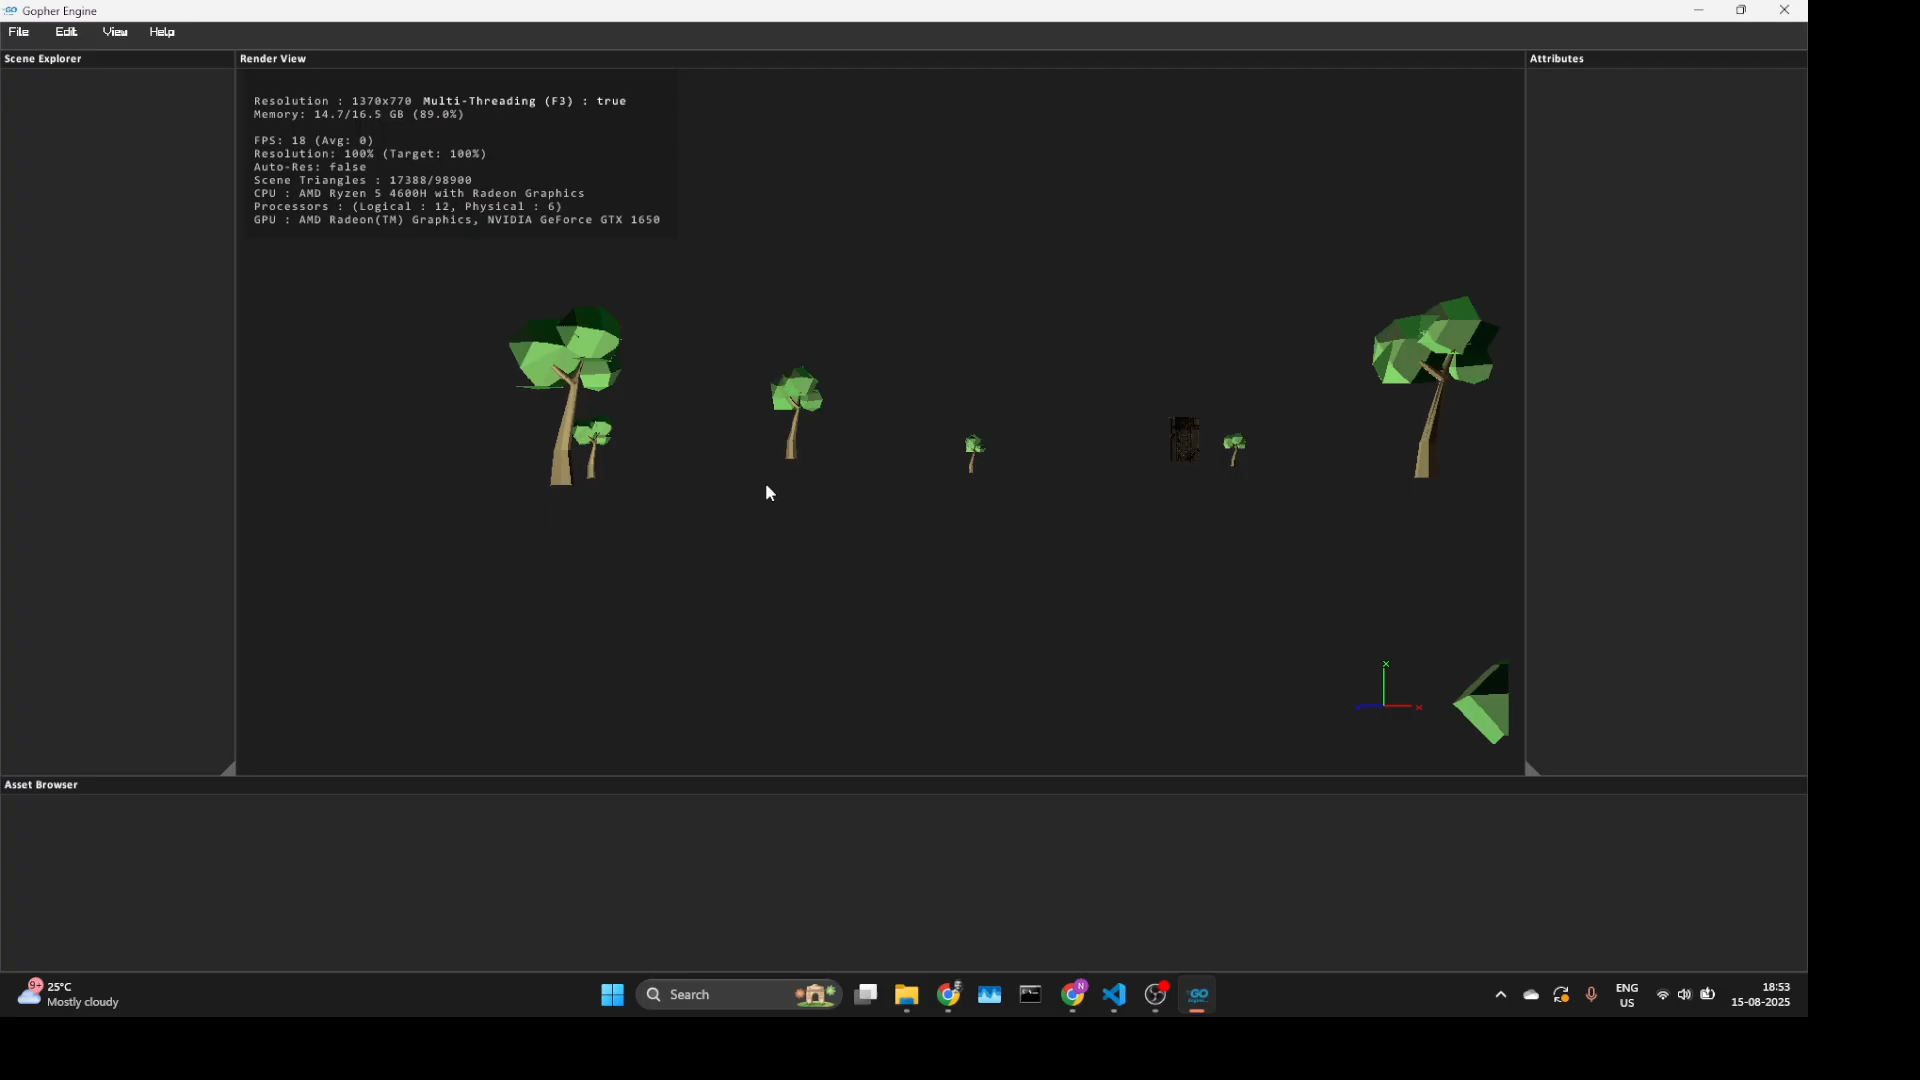 Gopher Engine
File Edit View Help
Scene Explorer
Render View
Attributes
Resolution : 1370x770 Multi-Threading (F3) : true
Memory: 14.7/16.5 GB (89.0%)
FPS: 18 (Avg: 0)
Resolution: 100% (Target: 100%)
Auto-Res: false
Scene Triangles : 17388/98900
CPU : AMD Ryzen 5 4600H with Radeon Graphics
Processors : (Logical : 12, Physical : 6)
GPU : AMD Radeon(TM) Graphics, NVIDIA GeForce GTX 1650
Asset Browser
9+
25°C
Mostly cloudy
Search
N
GO
ENG
US
18:53
15-08-2025